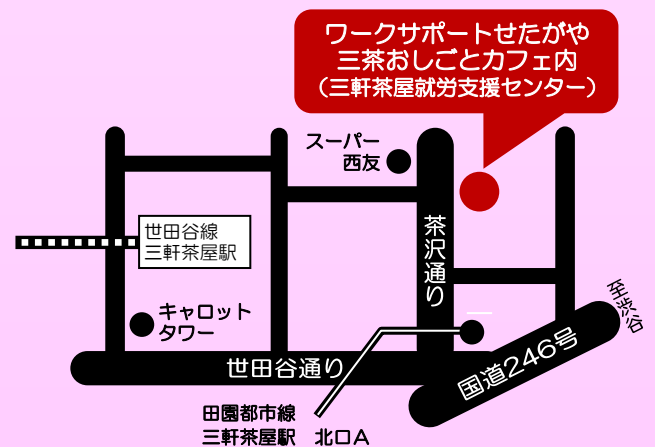 ワークサポートせたがや
三茶おしごとカフェ内
（三軒茶屋就労支援センター）
スーパー
西友
世田谷線
三軒茶屋駅
茶沢通り
キャロット
タワー
至渋谷
世田谷通り
国道246号
田園都市線
三軒茶屋駅　北口A